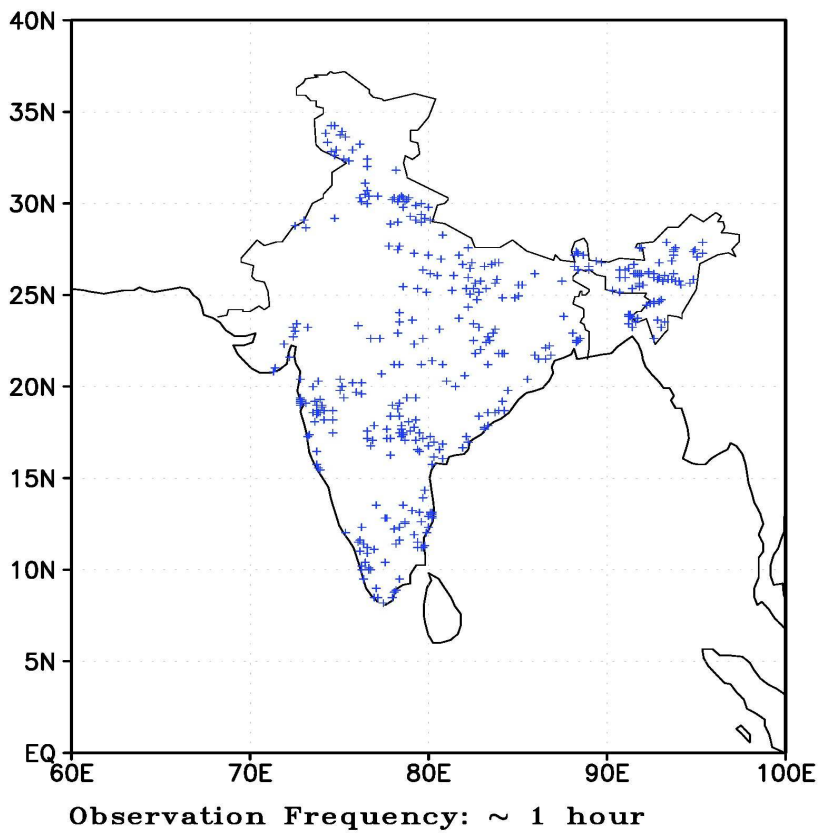 40N
35N
30N
25N
20N
15N
10N
5N
EQ
60E 70E 80E 90E 100E
Observation Frequency: ~ 1 hour